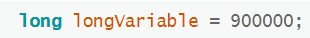 long longVariable = 900000;